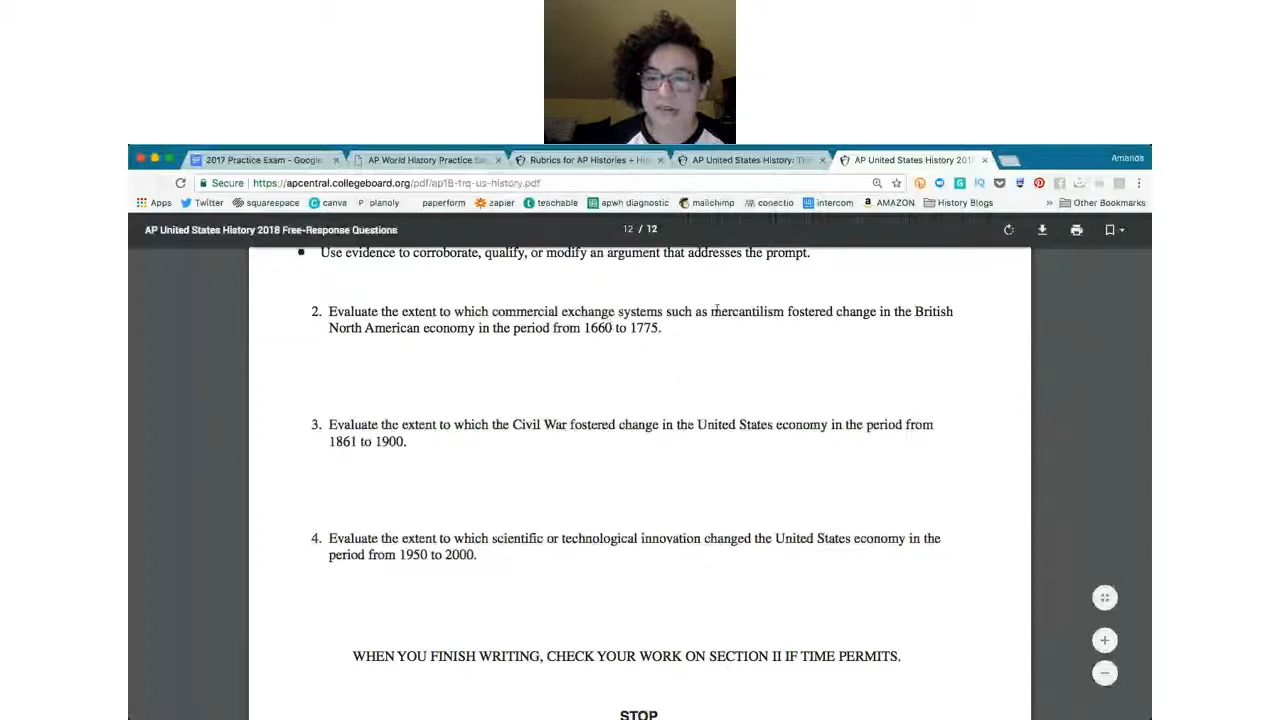 2017 Practice Exam - Google
AP World History Practice
Rubrics for AP Histories + His
AP United States History: The
AP United States History 201
Amanda
Secure
https://apcentral.collegeboard.org/pdf/ap18-frq-us-history.pdf
Apps
Twitter
squarespace
canva
planoly
paperform
zapier
teachable
apwh diagnostic
mailchimp
conectio
intercom
AMAZON
History Blogs
»
Other Bookmarks
AP United States History 2018 Free-Response Questions
12 / 12
• Use evidence to corroborate, qualify, or modify an argument that addresses the prompt.
2. Evaluate the extent to which commercial exchange systems such as mercantilism fostered change in the British
North American economy in the period from 1660 to 1775.
3. Evaluate the extent to which the Civil War fostered change in the United States economy in the period from
1861 to 1900.
4. Evaluate the extent to which scientific or technological innovation changed the United States economy in the
period from 1950 to 2000.
WHEN YOU FINISH WRITING, CHECK YOUR WORK ON SECTION II IF TIME PERMITS.
STOP